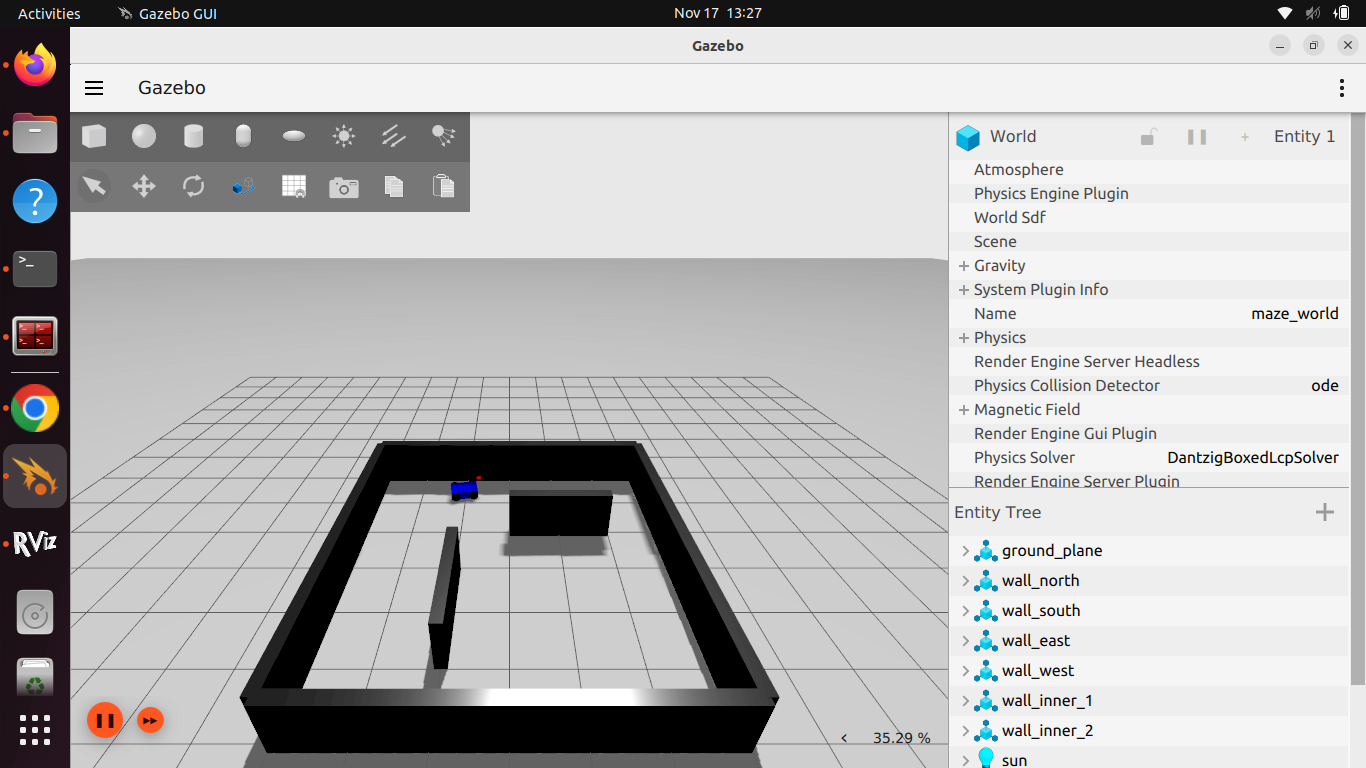 Activities
Gazebo GUI
Nov 17 13:27
Gazebo
Gazebo
World
Entity 1
Atmosphere
Physics Engine Plugin
World Sdf
Scene
Gravity
System Plugin Info
Name maze_world
Physics
Render Engine Server Headless
Physics Collision Detector ode
Magnetic Field
Render Engine Gui Plugin
Physics Solver DantzigBoxedLcpSolver
Render Engine Server Plugin
Entity Tree
ground_plane
wall_north
wall_south
wall_east
wall_west
wall_inner_1
wall_inner_2
sun
RViz
35.29 %